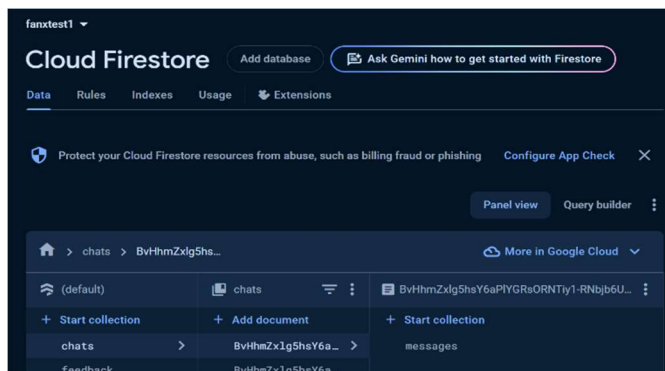 fanxtest1
Cloud Firestore Add database Ask Gemini how to get started with Firestore
Data Rules Indexes Usage Extensions
Protect your Cloud Firestore resources from abuse, such as billing fraud or phishing Configure App Check
Panel view Query builder
chats > BvHhmZxlg5hs... More in Google Cloud
(default) chats BvHhmZxlg5hsY6aPlYGRsORNTiy1-RNbjb6U...
+ Start collection + Add document + Start collection
chats BvHhmZxlg5hsY6a... messages
feedback BvHhmZxlg5hsY6a